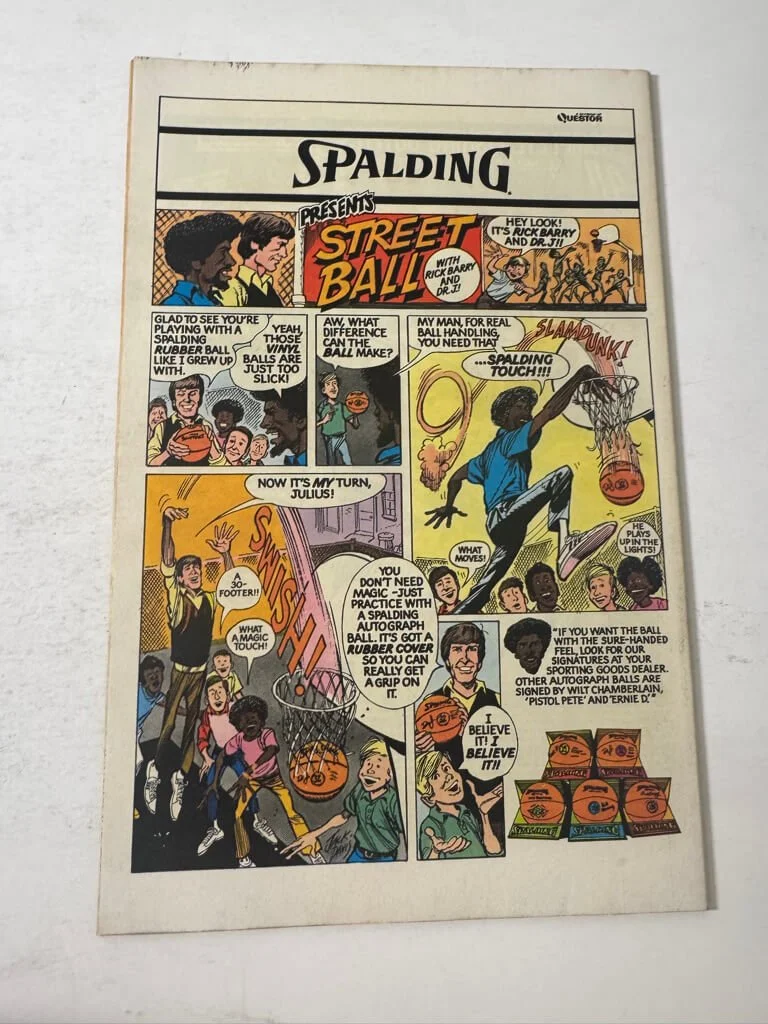 A DIVISION OF
QUESTOR
SPALDING
PRESENTS
STREET
BALL
WITH
RICK BARRY
AND
DR. J!
HEY LOOK!
IT'S RICK BARRY
AND DR. J!!
GLAD TO SEE YOU'RE
PLAYING WITH A
SPALDING
RUBBER BALL
LIKE I GREW UP
WITH.
YEAH,
THOSE
VINYL
BALLS ARE
JUST TOO
SLICK!
AW, WHAT
DIFFERENCE
CAN THE
BALL MAKE?
MY MAN, FOR REAL
BALL HANDLING,
YOU NEED THAT
...SPALDING
TOUCH!!!
SLAMDUNK!
WHAT
MOVES!
HE
PLAYS
UP IN THE
LIGHTS!
NOW IT'S MY TURN,
JULIUS!
SWISH!
A
30-
FOOTER!!
WHAT
A MAGIC
TOUCH!
YOU
DON'T NEED
MAGIC -JUST
PRACTICE WITH
A SPALDING
AUTOGRAPH
BALL. IT'S GOT A
RUBBER COVER
SO YOU CAN
REALLY GET
A GRIP ON
IT.
I
BELIEVE
IT! I
BELIEVE
IT!!
"IF YOU WANT THE BALL
WITH THE SURE-HANDED
FEEL, LOOK FOR OUR
SIGNATURES AT YOUR
SPORTING GOODS DEALER.
OTHER AUTOGRAPH BALLS ARE
SIGNED BY WILT CHAMBERLAIN,
'PISTOL PETE' AND 'ERNIE D.'"